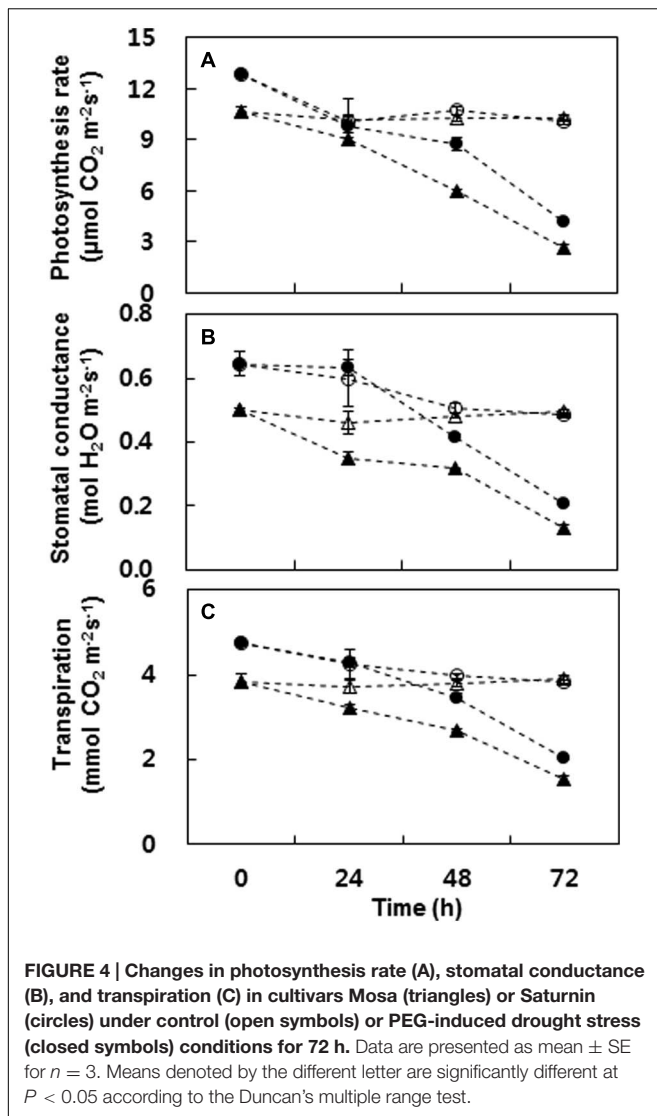 A
Photosynthesis rate
(μmol CO₂ m⁻²s⁻¹)
15
12
9
6
3
0
B
Stomatal conductance
(mol H₂O m⁻²s⁻¹)
0.8
0.6
0.4
0.2
0.0
C
Transpiration
(mmol CO₂ m⁻²s⁻¹)
6
4
2
0
0 24 48 72
Time (h)
FIGURE 4 | Changes in photosynthesis rate (A), stomatal conductance
(B), and transpiration (C) in cultivars Mosa (triangles) or Saturnin
(circles) under control (open symbols) or PEG-induced drought stress
(closed symbols) conditions for 72 h. Data are presented as mean ± SE
for n = 3. Means denoted by the different letter are significantly different at
P < 0.05 according to the Duncan's multiple range test.